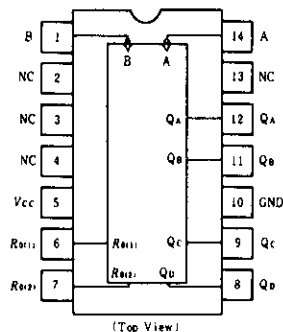 B 1 14 A
B A
NC 2 13 NC
NC 3 QA 12 QA
NC 4 QB 11 QB
Vcc 5 10 GND
R0(1) 6 R0(1) QC 9 QC
R0(2) 7 R0(2) QD 8 QD
(Top View)